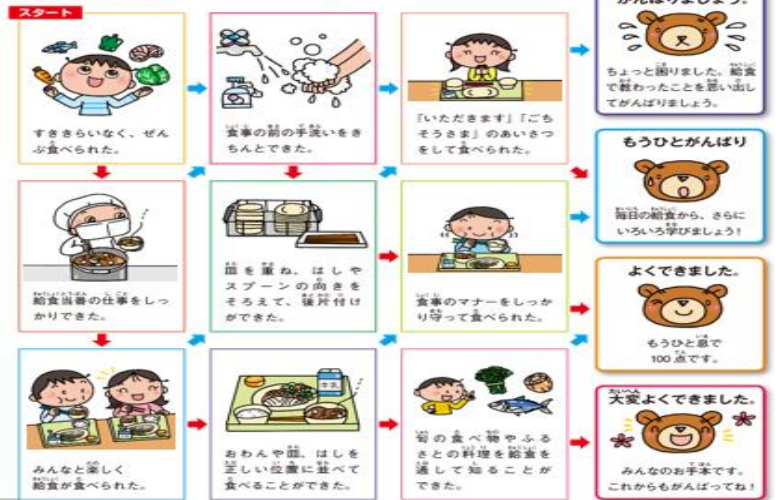 スタート
すききらいなく、ぜん
ぶ食べられた。
食事の前の手洗いをき
ちんとできた。
「いただきます」「ごち
そうさま」のあいさつ
をして食べられた。
がんばりましょう。
ちょっと困りました。給食
で教わったことを思い出し
てがんばりましょう。
給食当番の仕事をしっ
かりできた。
皿を重ね、はしや
スプーンの向きを
そろえて、後片付け
ができた。
食事のマナーをしっか
り守って食べられた。
もうひとがんばり
毎日の給食から、さらに
いろいろ学びましょう!
よくできました。
もうひと息で
100点です。
みんなと楽しく
給食が食べられた。
牛乳
おわんや皿、はしを
正しい位置に並べて
食べることができた。
旬の食べ物やふる
さとの料理を給食を
通して知ることが
できた。
大変よくできました。
みんなのお手本です。
これからもがんばってね!